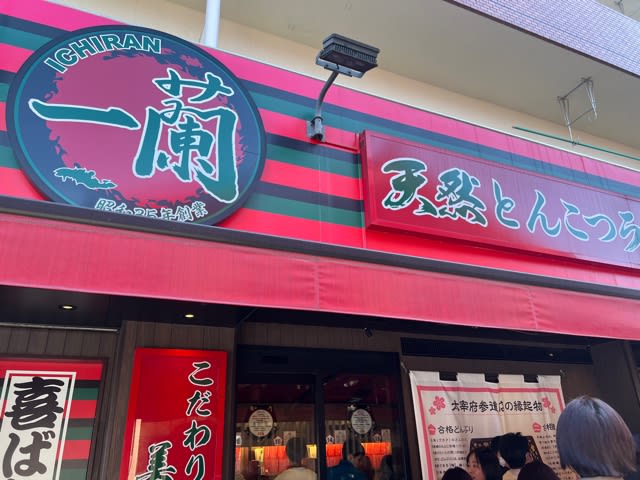 ICHIRAN
一蘭
昭和35年創業
天然とんこつラ
こだわり
美
喜ば
太宰府参道店の縁起物
合格とんぶり